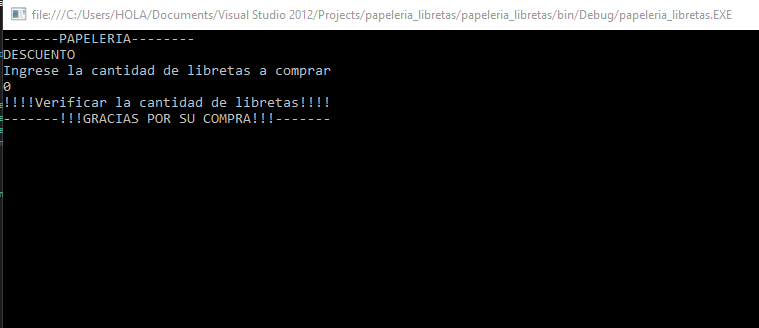 file:///C:/Users/HOLA/Documents/Visual Studio 2012/Projects/papeleria_libretas/papeleria_libretas/bin/Debug/papeleria_libretas.EXE
-------PAPELERIA--------
DESCUENTO
Ingrese la cantidad de libretas a comprar
0
!!!!Verificar la cantidad de libretas!!!!
-------!!!GRACIAS POR SU COMPRA!!!-------